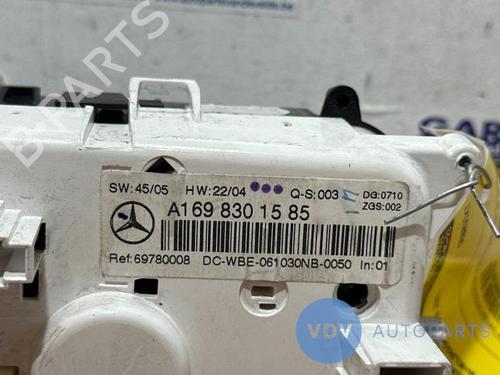 SW: 45/05 HW: 22/04 Q-S: 003 DG:0710
ZGS:002
A169 830 15 85
Ref:69780008 DC-WBE-061030NB-0050 In:01
VDV AUTOPARTS
B-PARTS